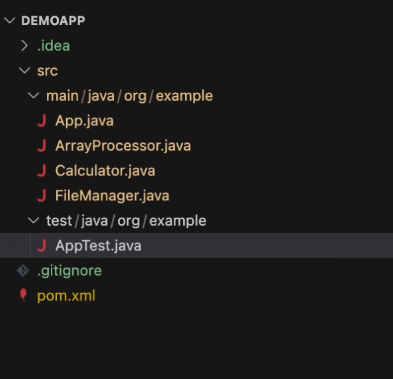 DEMOAPP
.idea
src
main/java/org/example
J App.java
J ArrayProcessor.java
J Calculator.java
J FileManager.java
test/java/org/example
J AppTest.java
.gitignore
pom.xml